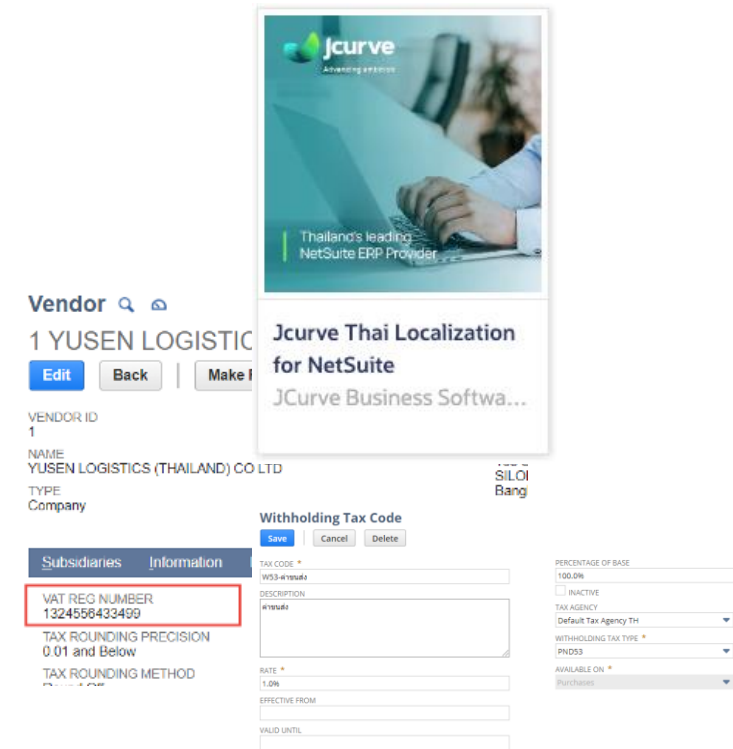 Jcurve
Advancing ambition
Thailand's leading
NetSuite ERP Provider
Jcurve Thai Localization
for NetSuite
JCurve Business Softwa...
Vendor
1 YUSEN LOGISTIC
Edit
Back
Make
VENDOR ID
1
NAME
YUSEN LOGISTICS (THAILAND) CO LTD
TYPE
Company
SILO
Bang
Subsidiaries
Information
VAT REG NUMBER
1324556433499
TAX ROUNDING PRECISION
0.01 and Below
TAX ROUNDING METHOD
Withholding Tax Code
Save
Cancel
Delete
TAX CODE *
W53-ค่าขนส่ง
DESCRIPTION
ค่าขนส่ง
RATE *
1.0%
EFFECTIVE FROM
VALID UNTIL
PERCENTAGE OF BASE
100.0%
INACTIVE
TAX AGENCY
Default Tax Agency TH
WITHHOLDING TAX TYPE *
PND53
AVAILABLE ON *
Purchases